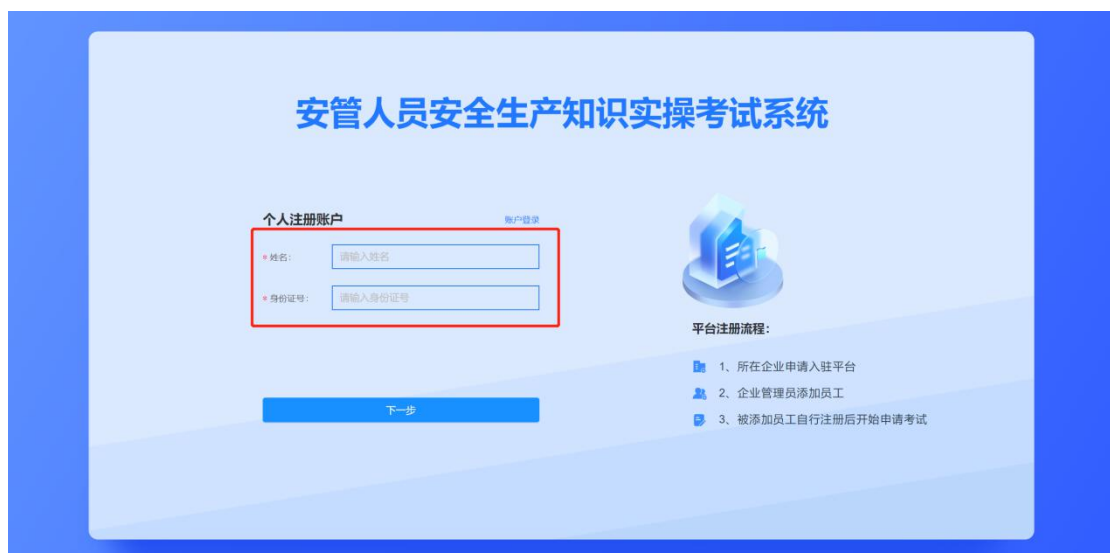 安管人员安全生产知识实操考试系统
个人注册账户 账户登录
* 姓名: 请输入姓名
* 身份证号: 请输入身份证号
下一步
平台注册流程：
1、所在企业申请入驻平台
2、企业管理员添加员工
3、被添加员工自行注册后开始申请考试